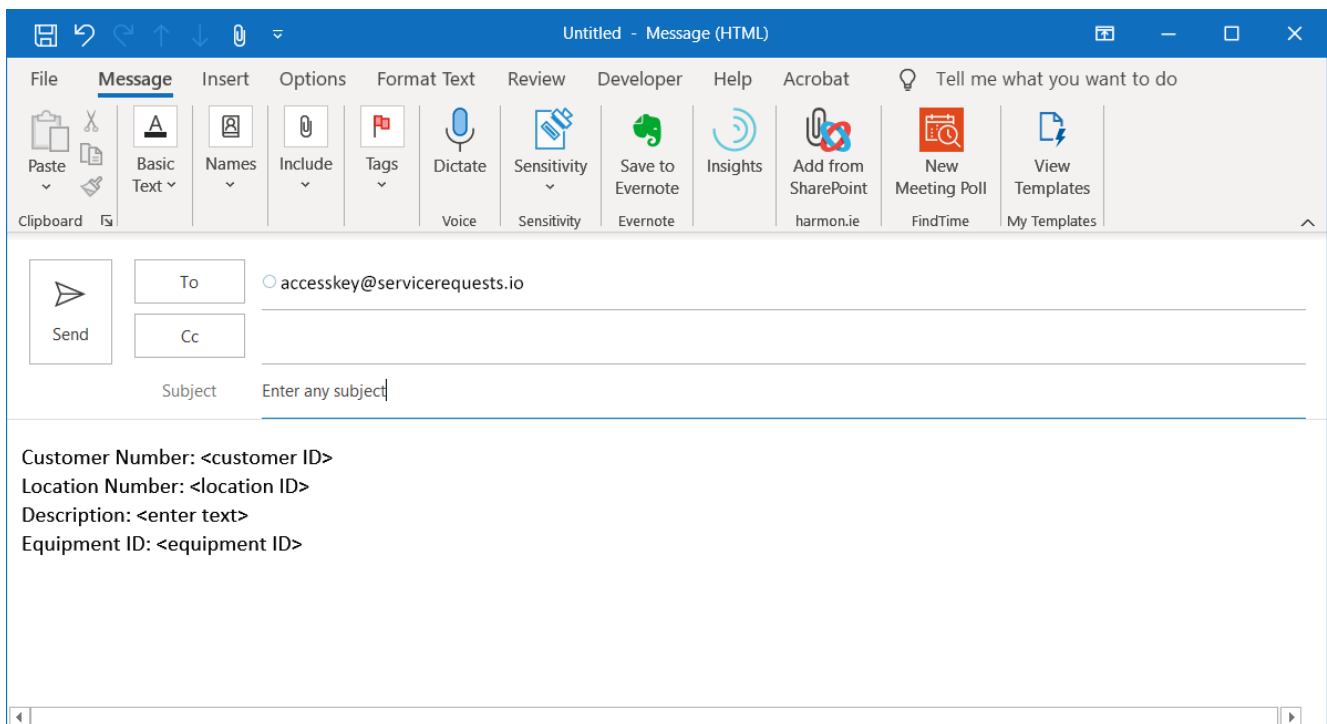 Untitled - Message (HTML)
File Message Insert Options Format Text Review Developer Help Acrobat Tell me what you want to do
Paste Basic Text Names Include Tags Dictate Sensitivity Save to Evernote Insights Add from SharePoint New Meeting Poll View Templates
Clipboard Voice Sensitivity Evernote harmon.ie FindTime My Templates
Send
To accesskey@servicerequests.io
Cc
Subject Enter any subject
Customer Number: <customer ID>
Location Number: <location ID>
Description: <enter text>
Equipment ID: <equipment ID>